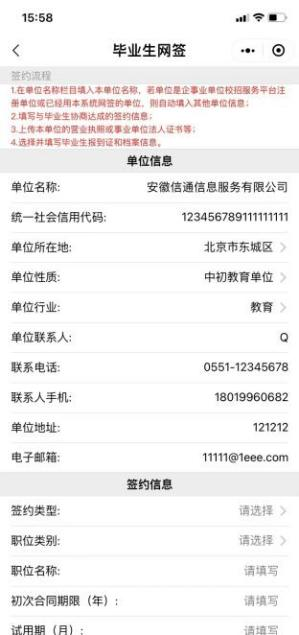 15:58
毕业生网签
签约流程
1.在单位名称栏目填入本单位名称，若单位是企事业单位校招服务平台注
册单位或已经用本系统网签的单位，则自动填入其他单位信息；
2.填写与毕业生协商达成的签约信息；
3.上传本单位的营业执照或事业单位法人证书等；
4.选择并填写毕业生报到证和档案信息。
单位信息
单位名称: 安徽信通信息服务有限公司
统一社会信用代码: 123456789111111111
单位所在地: 北京市东城区
单位性质: 中初教育单位
单位行业: 教育
单位联系人: Q
联系电话: 0551-12345678
联系人手机: 18019960682
单位地址: 121212
电子邮箱: 11111@1eee.com
签约信息
签约类型: 请选择
职位类别: 请选择
职位名称: 请填写
初次合同期限（年）: 请填写
试用期（月）: 请填写